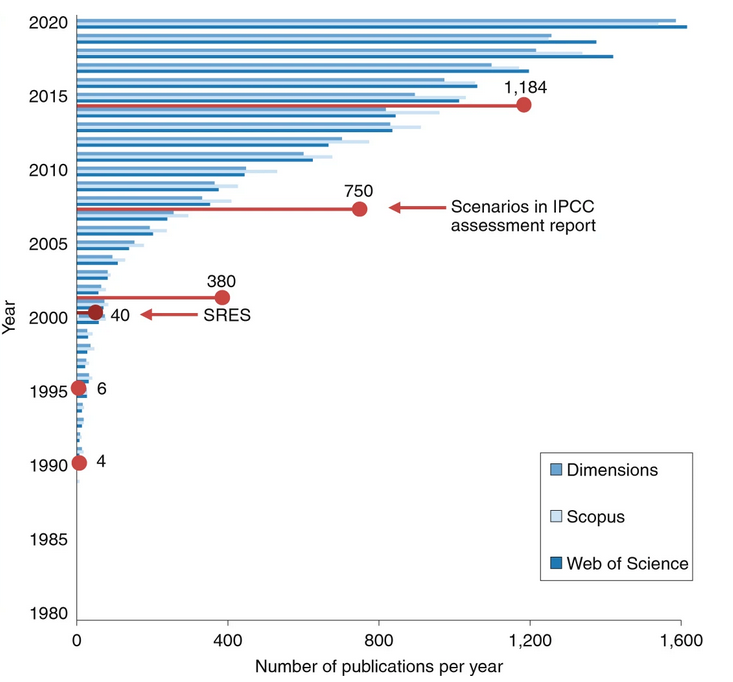 2020
1,184
2015
2010
750
Scenarios in IPCC
assessment report
2005
380
2000
40
SRES
Year
1995
6
1990
4
Dimensions
1985
Scopus
Web of Science
1980
0
400
800
1,200
1,600
Number of publications per year